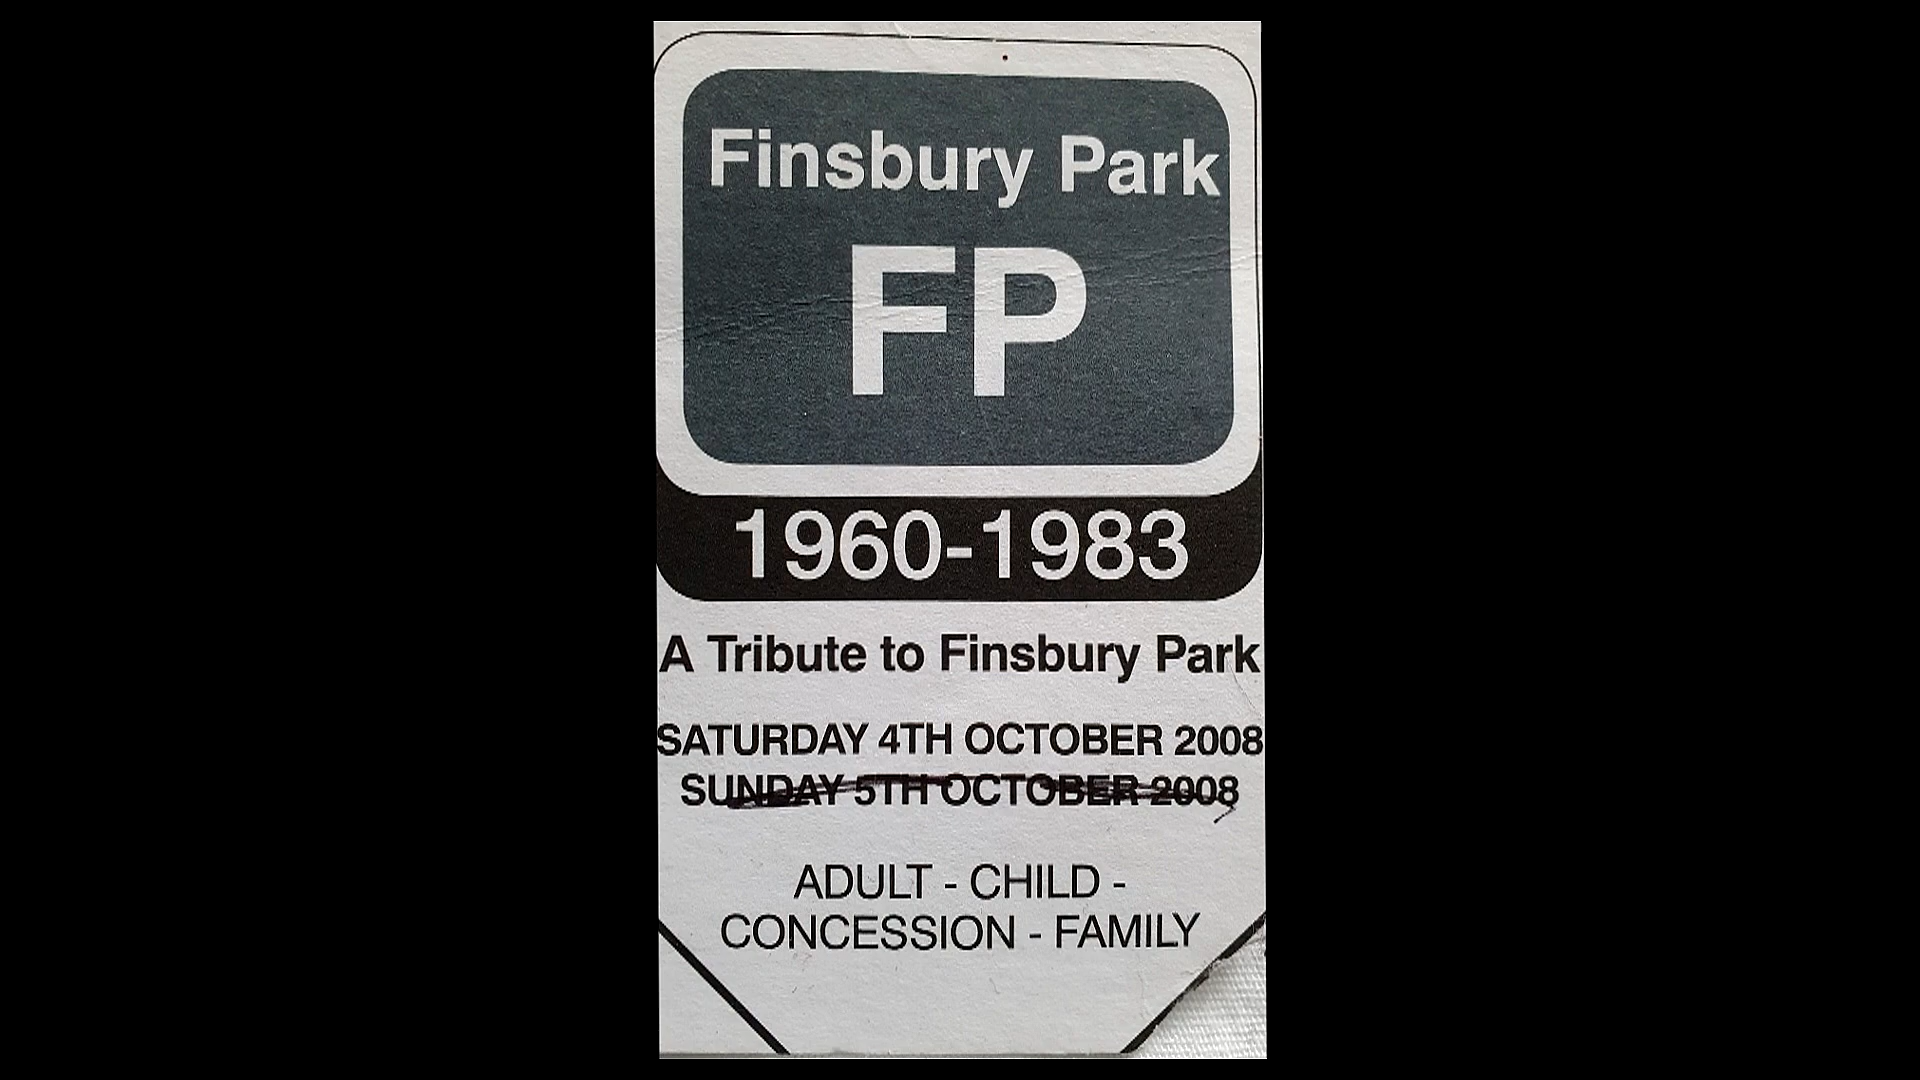 Finsbury Park
FP
1960-1983
A Tribute to Finsbury Park
SATURDAY 4TH OCTOBER 2008
SUNDAY 5TH OCTOBER 2008
ADULT - CHILD -
CONCESSION - FAMILY